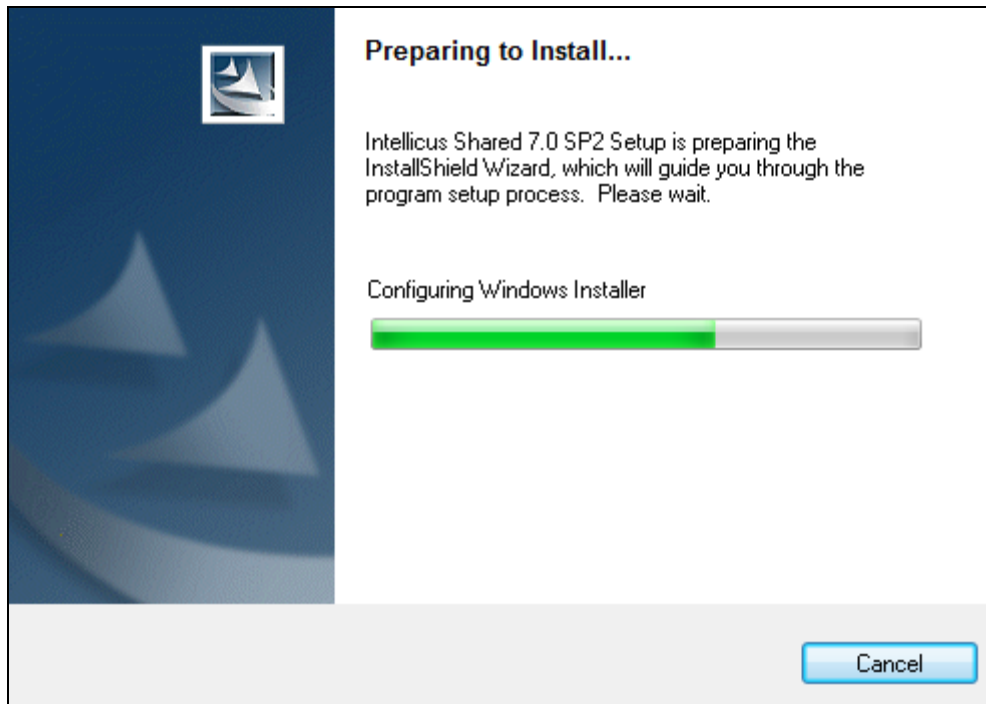 Preparing to Install...
Intellicus Shared 7.0 SP2 Setup is preparing the
InstallShield Wizard, which will guide you through the
program setup process.  Please wait.
Configuring Windows Installer
Cancel